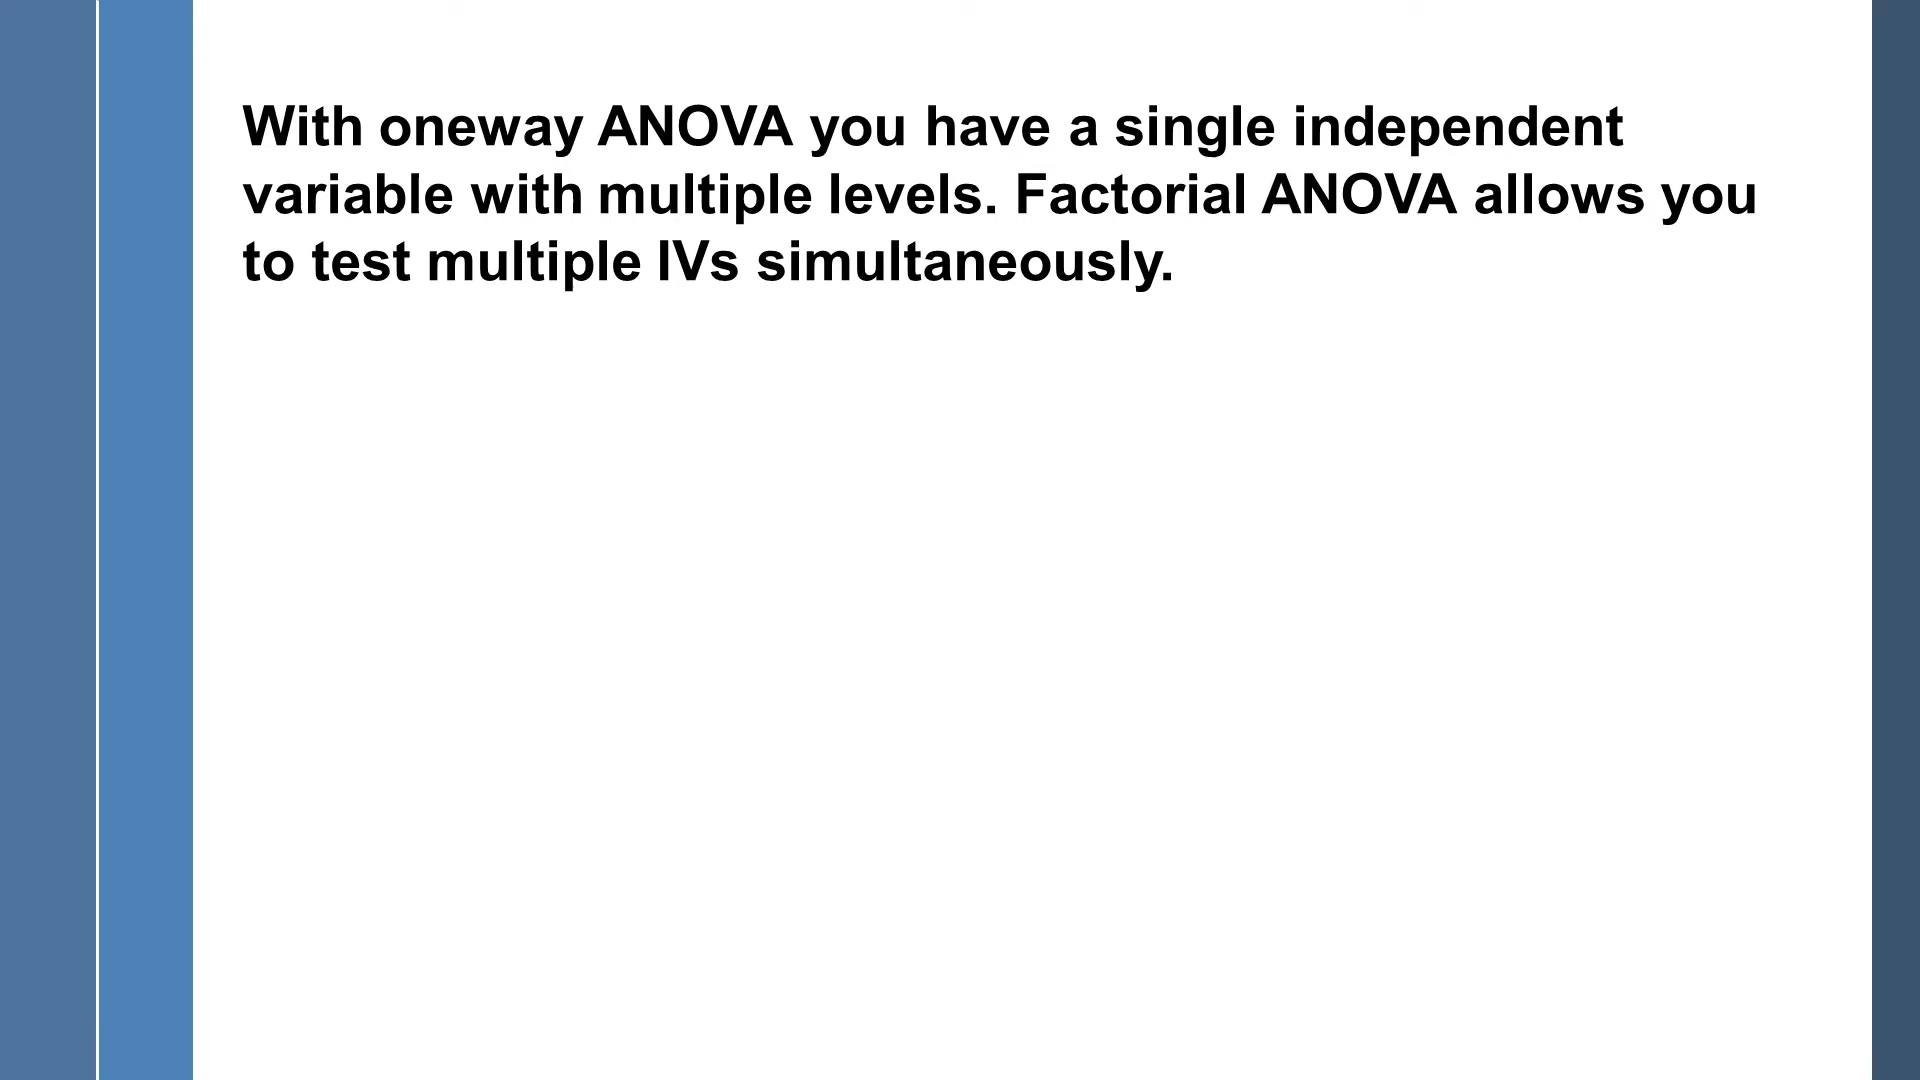 With oneway ANOVA you have a single independent
variable with multiple levels. Factorial ANOVA allows you
to test multiple IVs simultaneously.